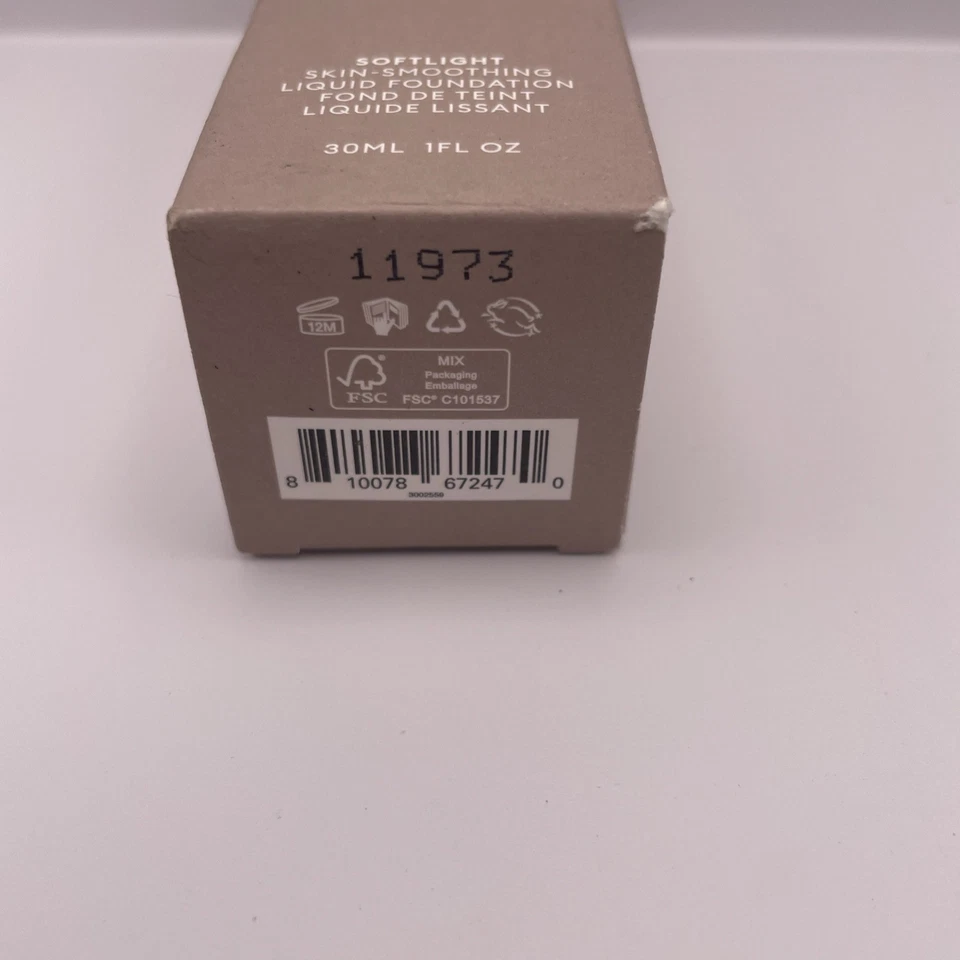 SOFTLIGHT
SKIN-SMOOTHING
LIQUID FOUNDATION
FOND DE TEINT
LIQUIDE LISSANT
30ML 1FL OZ
11973
12M
MIX
Packaging
Emballage
FSC® C101537
FSC
8 10078 67247 0
3002559